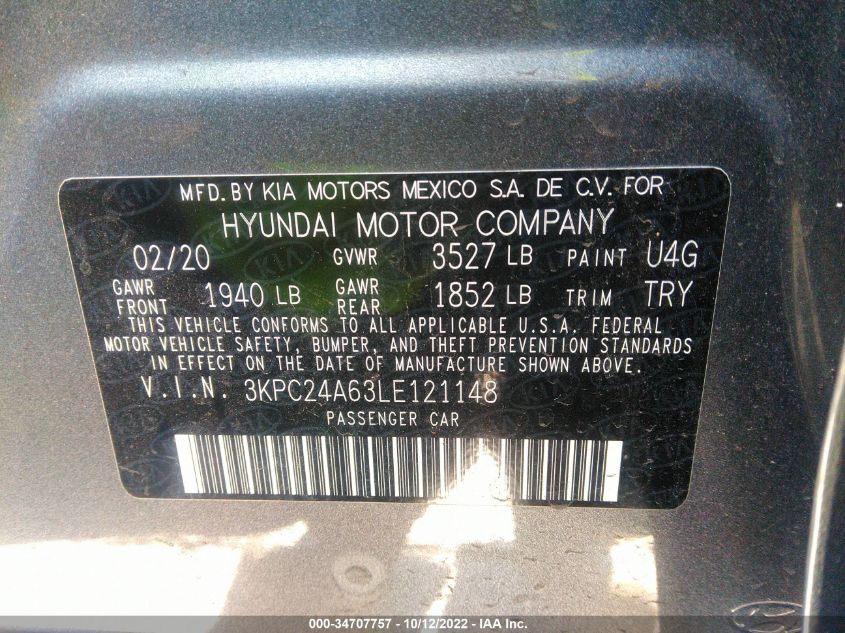 MFD. BY KIA MOTORS MEXICO S.A. DE C.V. FOR
HYUNDAI MOTOR COMPANY
02/20 GVWR 3527 LB PAINT U4G
GAWR FRONT 1940 LB GAWR REAR 1852 LB TRIM TRY
THIS VEHICLE CONFORMS TO ALL APPLICABLE U.S.A. FEDERAL
MOTOR VEHICLE SAFETY, BUMPER, AND THEFT PREVENTION STANDARDS
IN EFFECT ON THE DATE OF MANUFACTURE SHOWN ABOVE.
V.I.N. 3KPC24A63LE121148
PASSENGER CAR
000-34707757 - 10/12/2022 - IAA Inc.